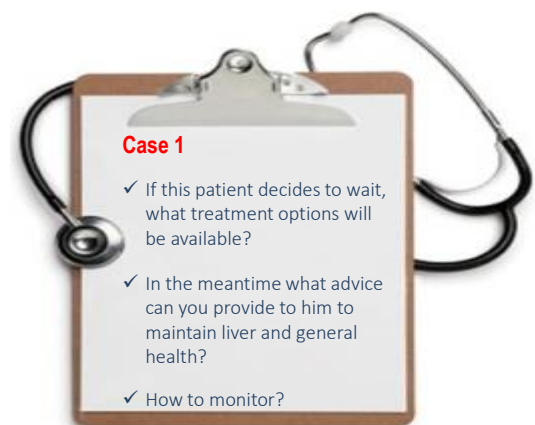 Case 1
✓ If this patient decides to wait,
what treatment options will
be available?
✓ In the meantime what advice
can you provide to him to
maintain liver and general
health?
✓ How to monitor?